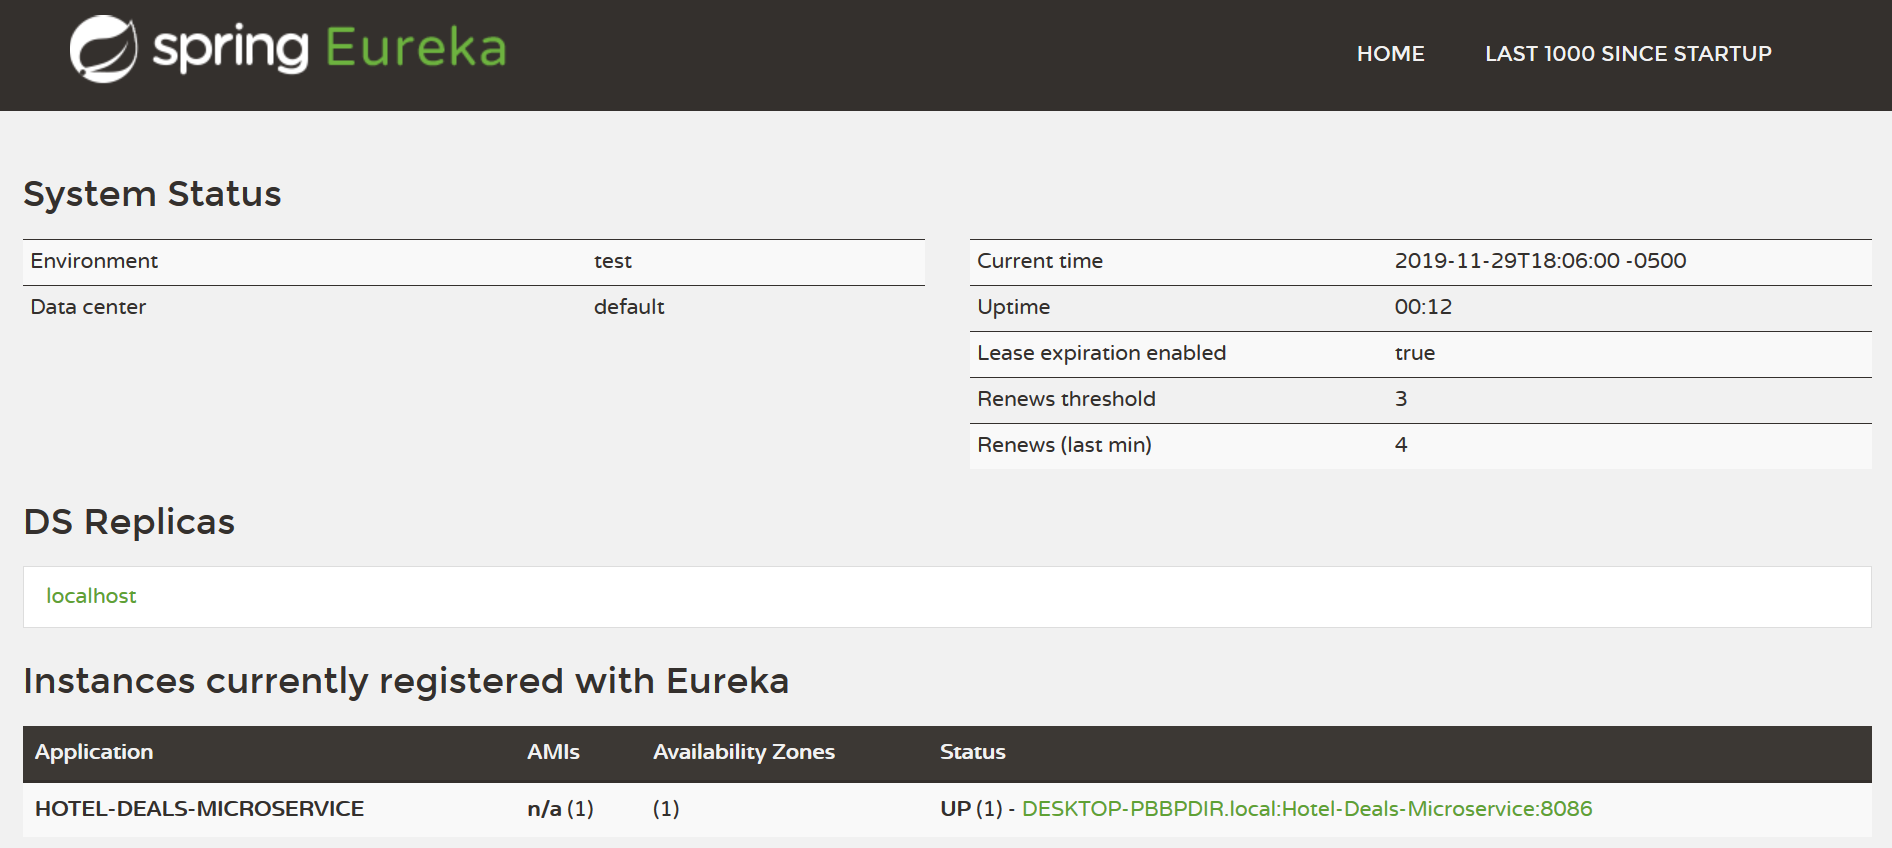 spring Eureka
HOME LAST 1000 SINCE STARTUP
System Status
Environment test
Data center default
Current time 2019-11-29T18:06:00 -0500
Uptime 00:12
Lease expiration enabled true
Renews threshold 3
Renews (last min) 4
DS Replicas
localhost
Instances currently registered with Eureka
Application AMIs Availability Zones Status
HOTEL-DEALS-MICROSERVICE n/a (1) (1) UP (1) - DESKTOP-PBBPDIR.local:Hotel-Deals-Microservice:8086